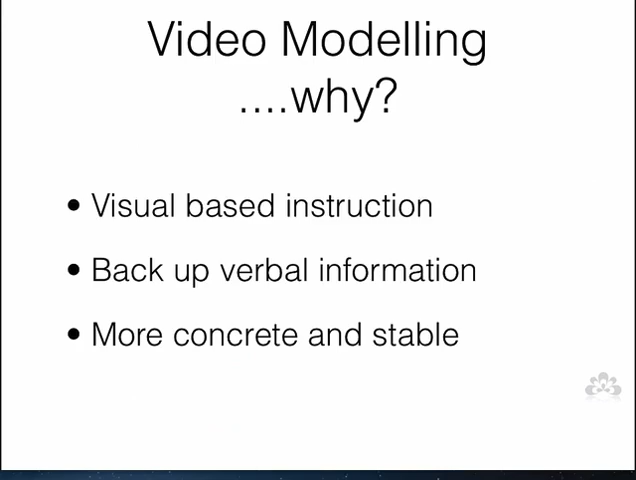 Video Modelling
....why?
• Visual based instruction
• Back up verbal information
• More concrete and stable